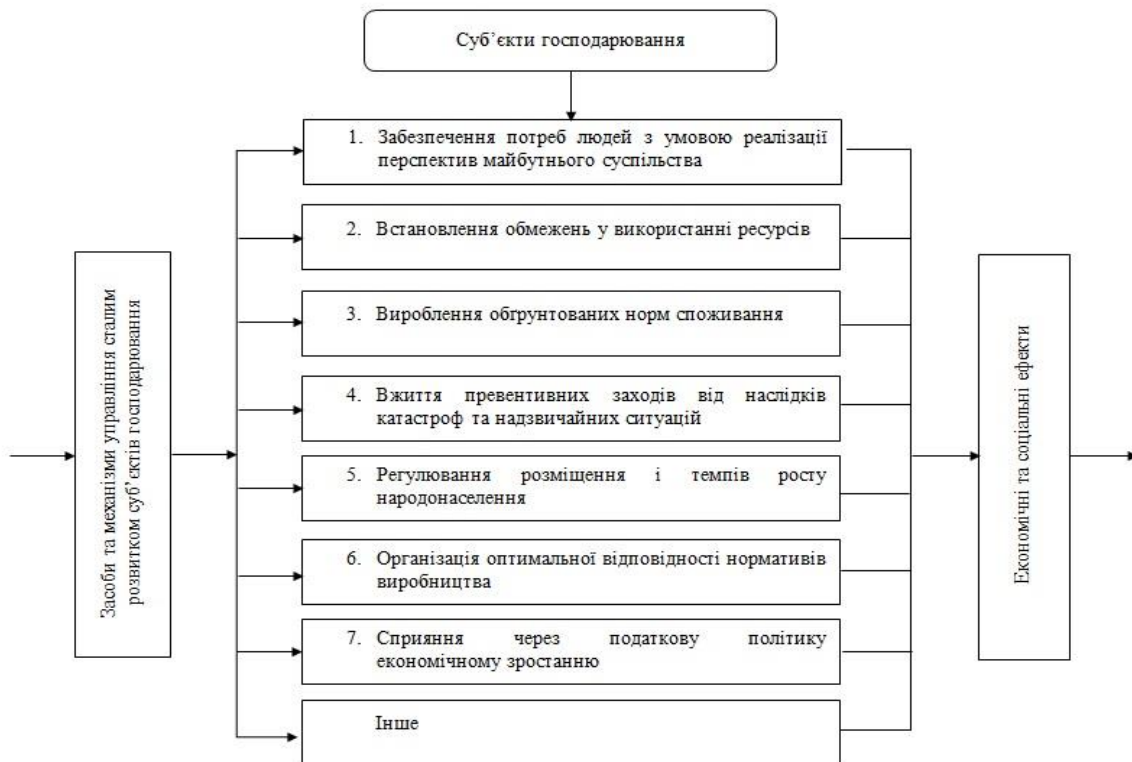 Суб’єкти господарювання
1. Забезпечення потреб людей з умовою реалізації
перспектив майбутнього суспільства
2. Встановлення обмежень у використанні ресурсів
3. Вироблення обґрунтованих норм споживання
4. Вжиття превентивних заходів від наслідків
катастроф та надзвичайних ситуацій
5. Регулювання розміщення і темпів росту
народонаселення
6. Організація оптимальної відповідності нормативів
виробництва
7. Сприяння через податкову політику
економічному зростанню
Інше
Засоби та механізми управління сталим
розвитком суб’єктів господарювання
Економічні та соціальні ефекти